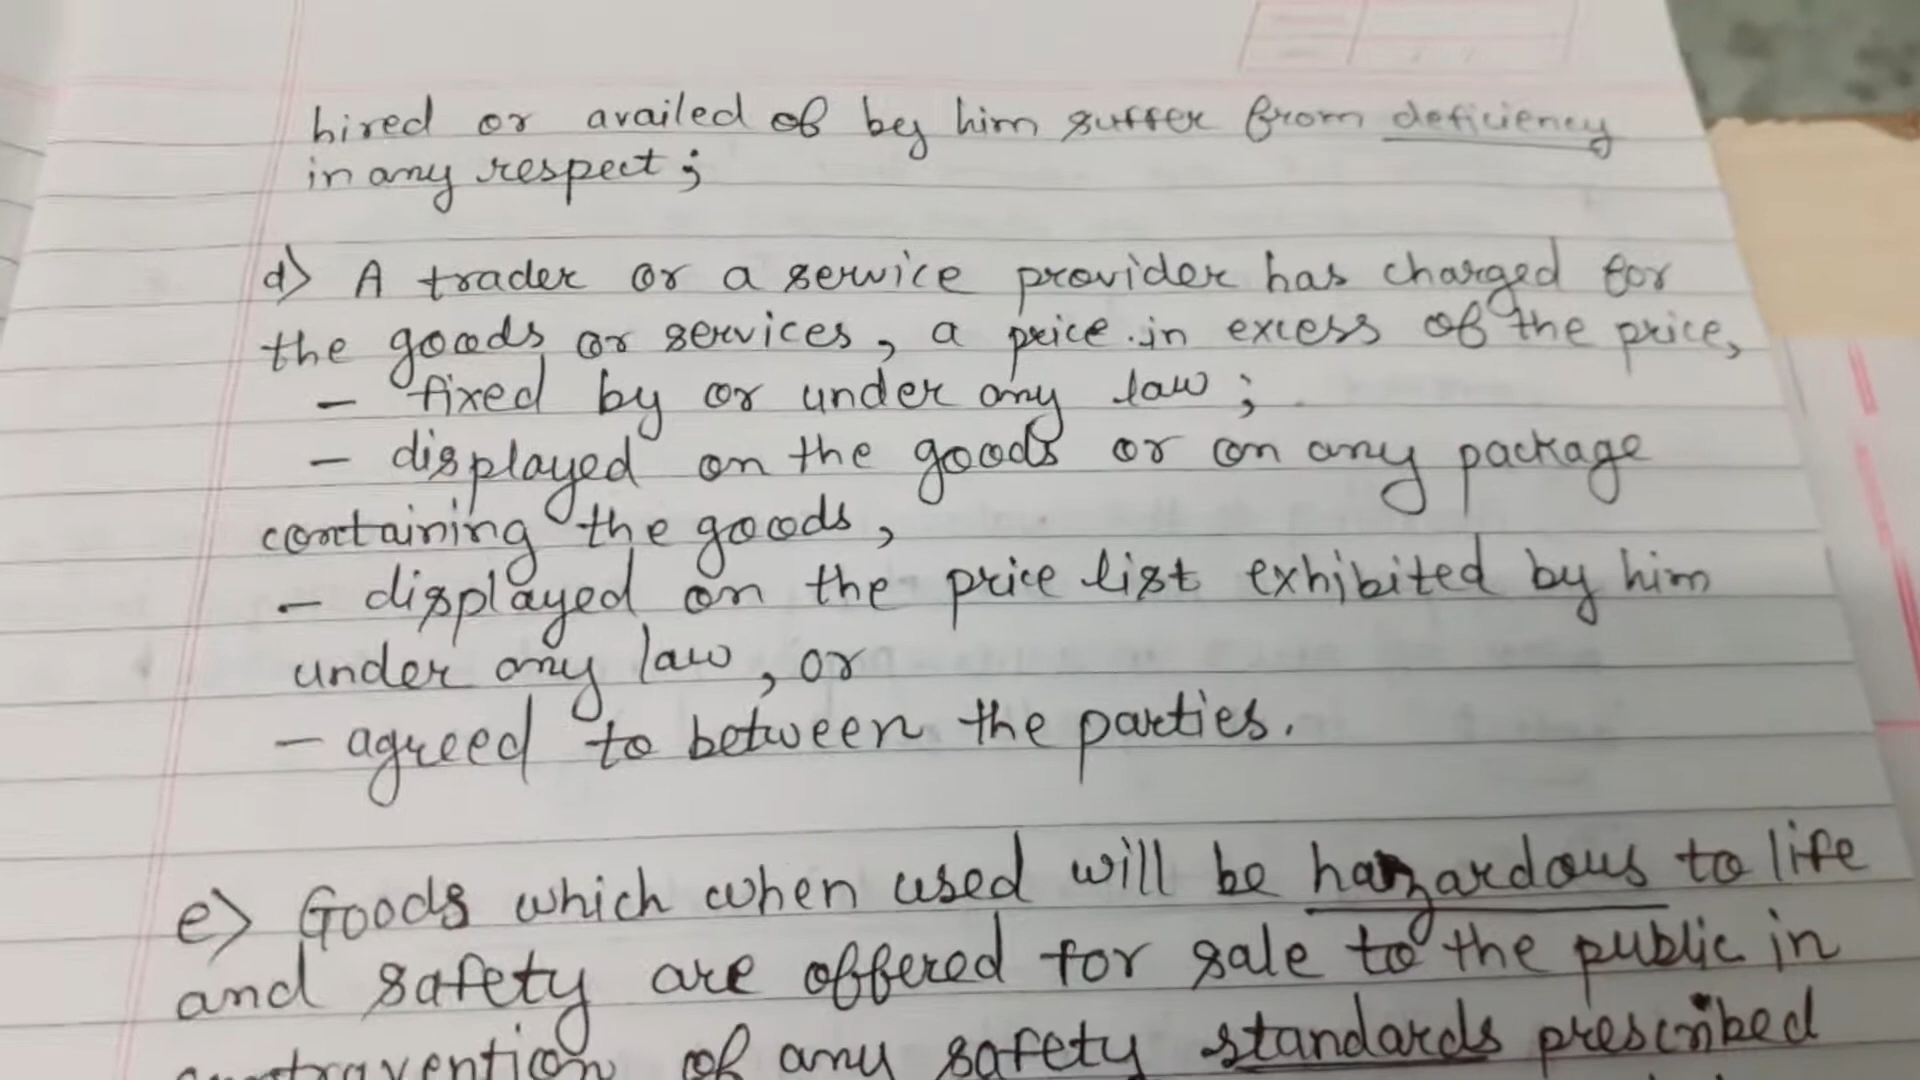 hired or availed of by him suffer from deficiency
in any respect;
d) A trader or a service provider has charged for
the goods or services, a price in excess of the price,
- fixed by or under any law;
- displayed on the goods or on any package
containing the goods,
- displayed on the price list exhibited by him
under any law, or
- agreed to between the parties.
e) Goods which when used will be hazardous to life
and safety are offered for sale to the public in
contravention of any safety standards prescribed